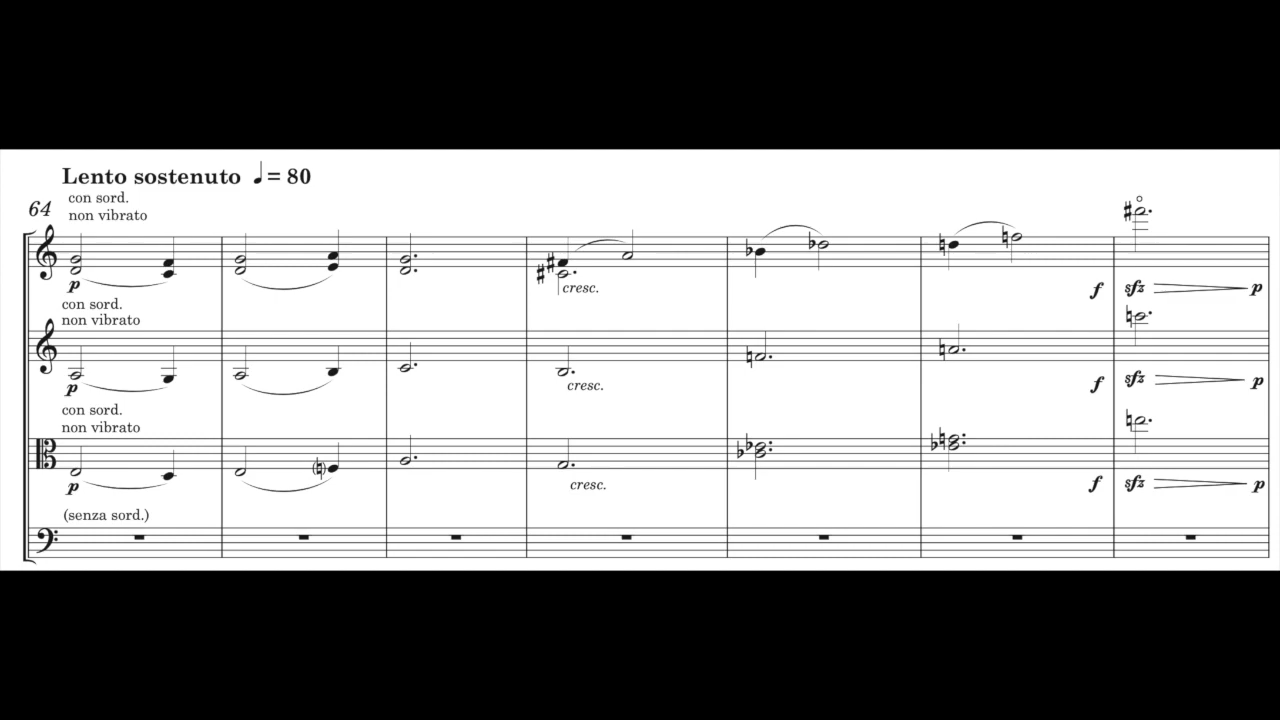 Lento sostenuto ♩= 80
con sord.
64 non vibrato
p
cresc.
f sfz p
con sord.
non vibrato
p
cresc.
f sfz p
con sord.
non vibrato
p
cresc.
f sfz p
(senza sord.)